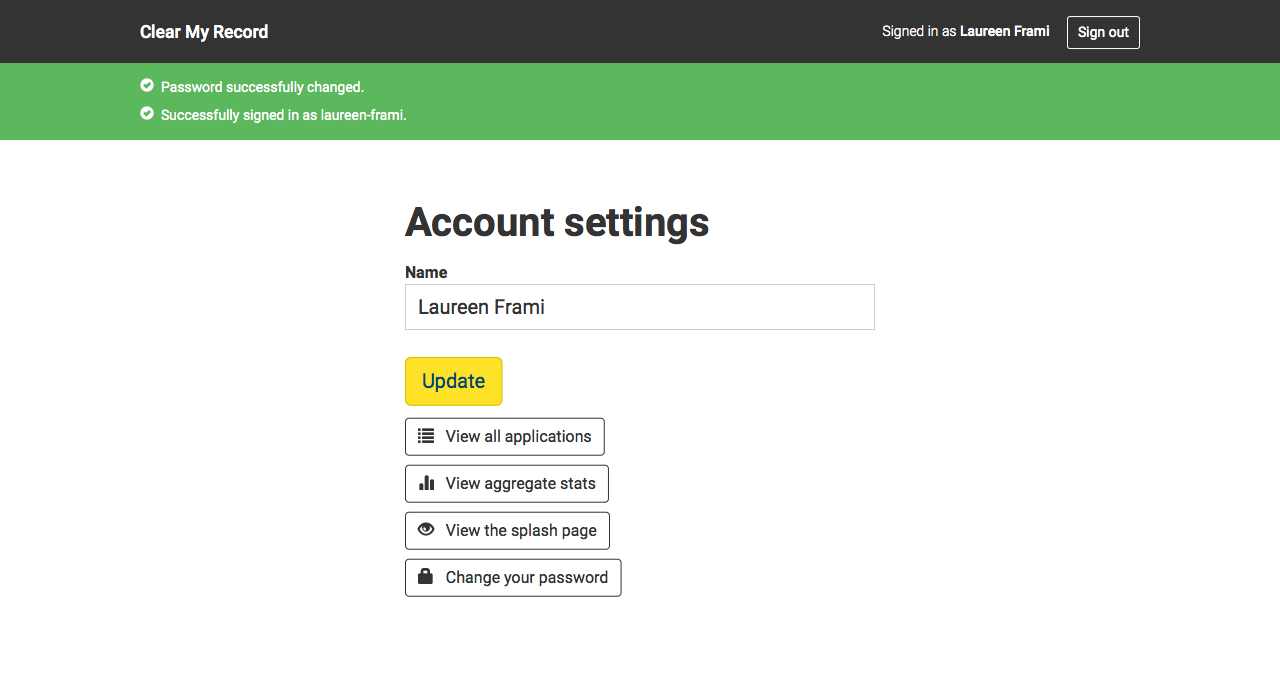 Clear My Record
Signed in as Laureen Frami
Sign out
Password successfully changed.
Successfully signed in as laureen-frami.
Account settings
Name
Laureen Frami
Update
View all applications
View aggregate stats
View the splash page
Change your password